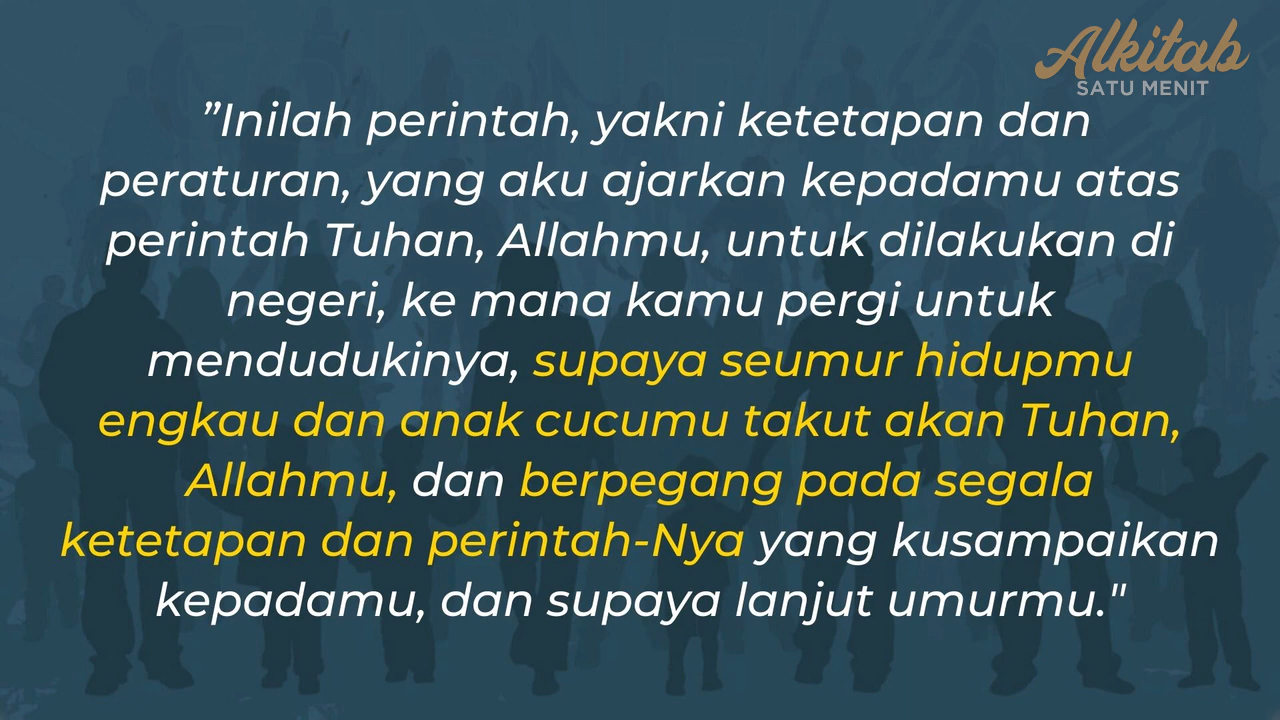 Alkitab
SATU MENIT
”Inilah perintah, yakni ketetapan dan
peraturan, yang aku ajarkan kepadamu atas
perintah Tuhan, Allahmu, untuk dilakukan di
negeri, ke mana kamu pergi untuk
mendudukinya, supaya seumur hidupmu
engkau dan anak cucumu takut akan Tuhan,
Allahmu, dan berpegang pada segala
ketetapan dan perintah-Nya yang kusampaikan
kepadamu, dan supaya lanjut umurmu."